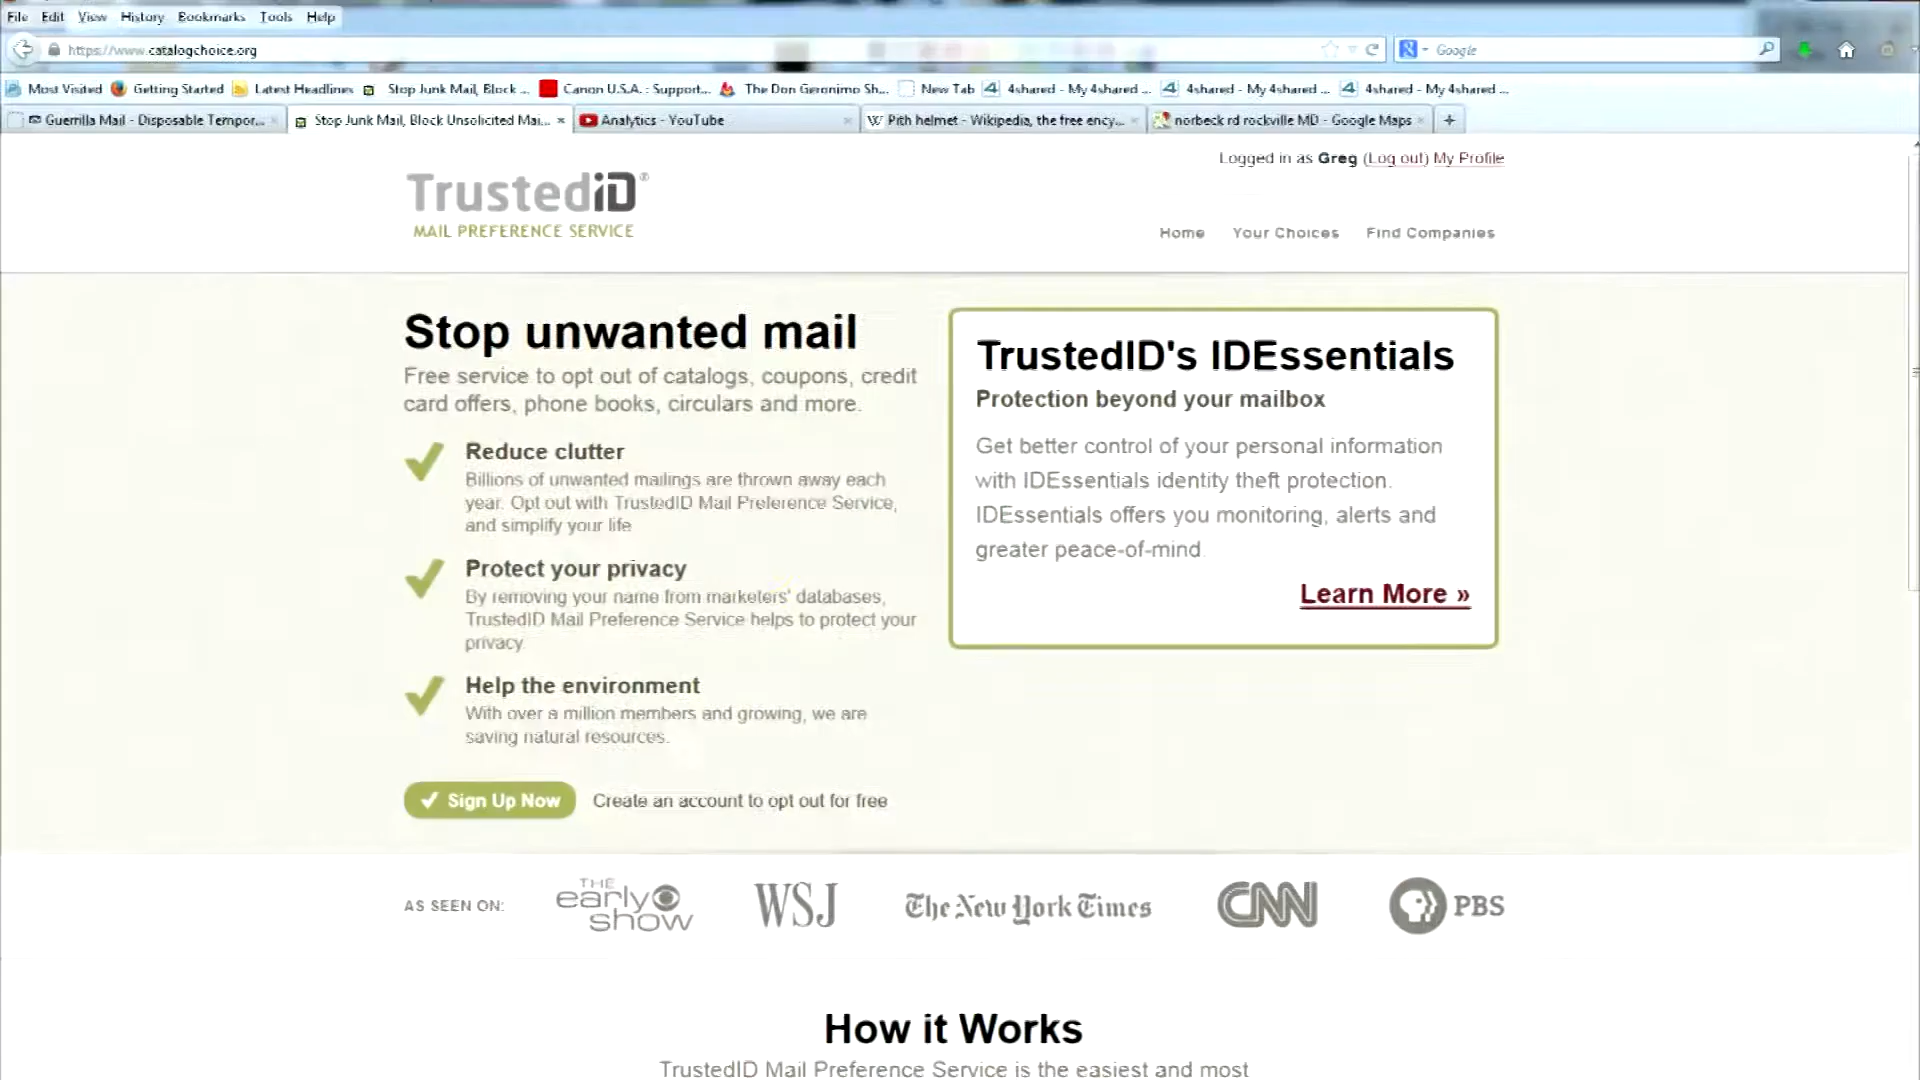 File Edit View History Bookmarks Tools Help
https://www.catalogchoice.org
Google
Most Visited Getting Started Latest Headlines Stop Junk Mail, Block ... Canon U.S.A. : Support... The Don Geronimo Sh... New Tab 4shared - My 4shared ... 4shared - My 4shared ... 4shared - My 4shared ...
Guerrilla Mail - Disposable Tempor... Stop Junk Mail, Block Unsolicited Mai... Analytics - YouTube Pith helmet - Wikipedia, the free ency... norbeck rd rockville MD - Google Maps
Logged in as Greg (Log out) My Profile
TrustedID®
MAIL PREFERENCE SERVICE
Home Your Choices Find Companies
Stop unwanted mail
Free service to opt out of catalogs, coupons, credit
card offers, phone books, circulars and more.
Reduce clutter
Billions of unwanted mailings are thrown away each
year. Opt out with TrustedID Mail Preference Service,
and simplify your life
Protect your privacy
By removing your name from marketers' databases,
TrustedID Mail Preference Service helps to protect your
privacy.
Help the environment
With over a million members and growing, we are
saving natural resources.
Sign Up Now Create an account to opt out for free
TrustedID's IDEssentials
Protection beyond your mailbox
Get better control of your personal information
with IDEssentials identity theft protection.
IDEssentials offers you monitoring, alerts and
greater peace-of-mind.
Learn More »
AS SEEN ON: THE early show WSJ The New York Times CNN PBS
How it Works
TrustedID Mail Preference Service is the easiest and most